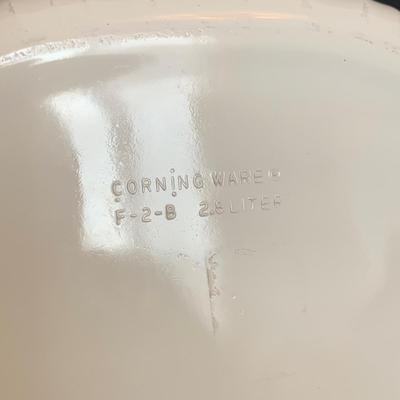 CORNING WARE®
F-2-B 2.8 LITER